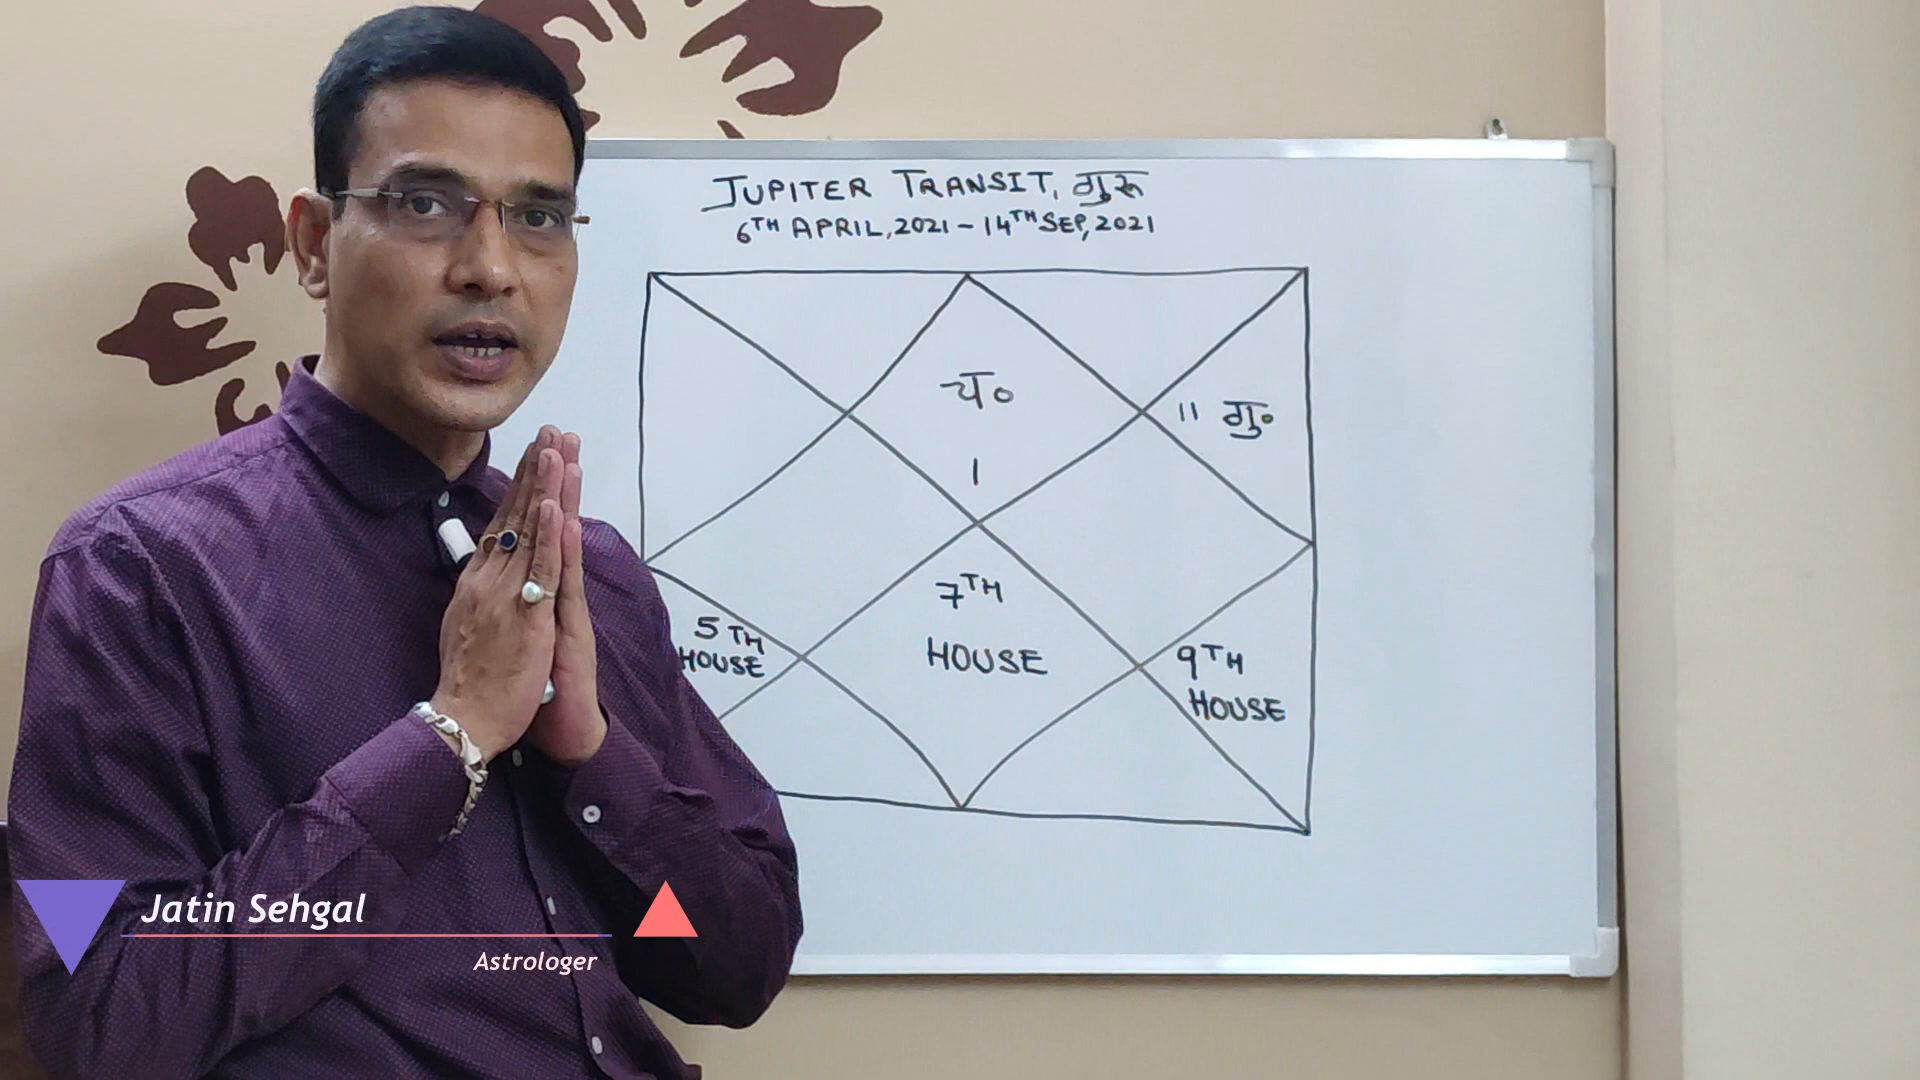 JUPITER TRANSIT, गुरू
6TH APRIL, 2021 – 14TH SEP, 2021
च०
1
11 गु०
7TH
HOUSE
5TH
HOUSE
9TH
HOUSE
Jatin Sehgal
Astrologer